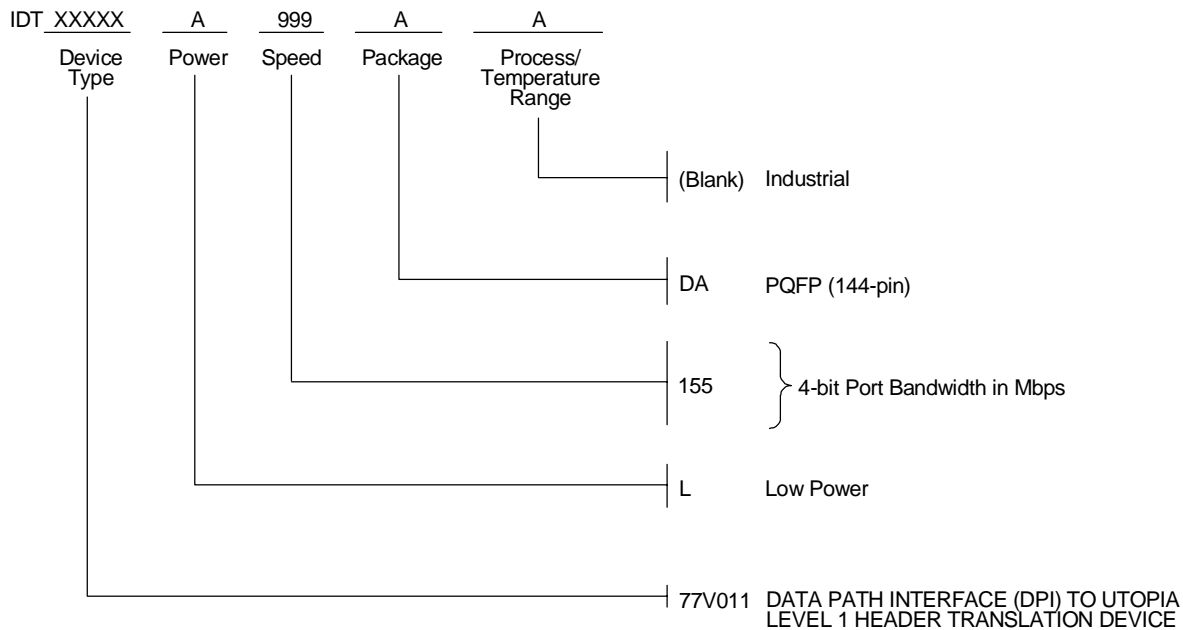 IDT XXXXX A 999 A A
Device Type Power Speed Package Process/ Temperature Range
(Blank) Industrial
DA PQFP (144-pin)
155 4-bit Port Bandwidth in Mbps
L Low Power
77V011 DATA PATH INTERFACE (DPI) TO UTOPIA
LEVEL 1 HEADER TRANSLATION DEVICE